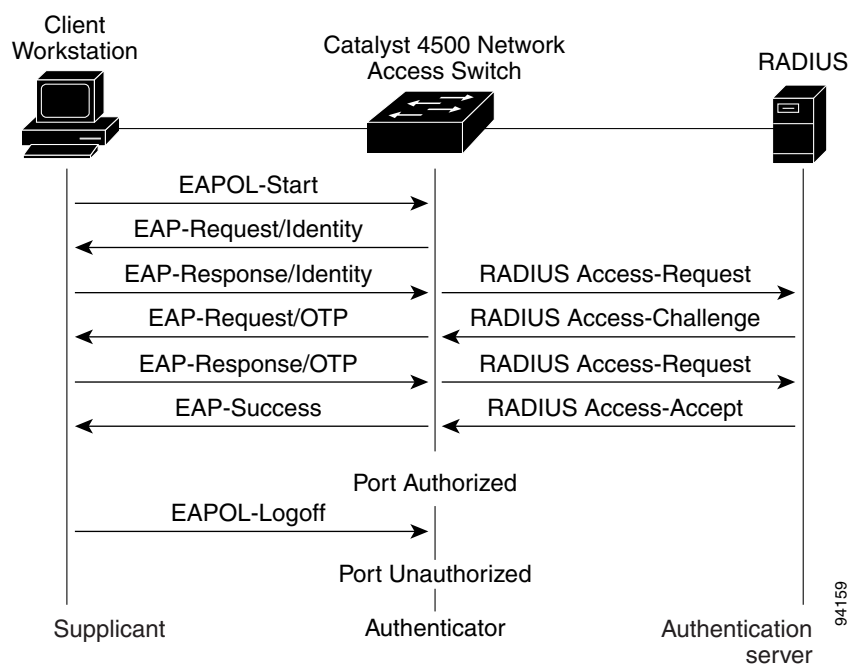 Client
Workstation
Catalyst 4500 Network
Access Switch
RADIUS
EAPOL-Start
EAP-Request/Identity
EAP-Response/Identity
RADIUS Access-Request
EAP-Request/OTP
RADIUS Access-Challenge
EAP-Response/OTP
RADIUS Access-Request
EAP-Success
RADIUS Access-Accept
Port Authorized
EAPOL-Logoff
Port Unauthorized
Supplicant
Authenticator
Authentication
server
94159